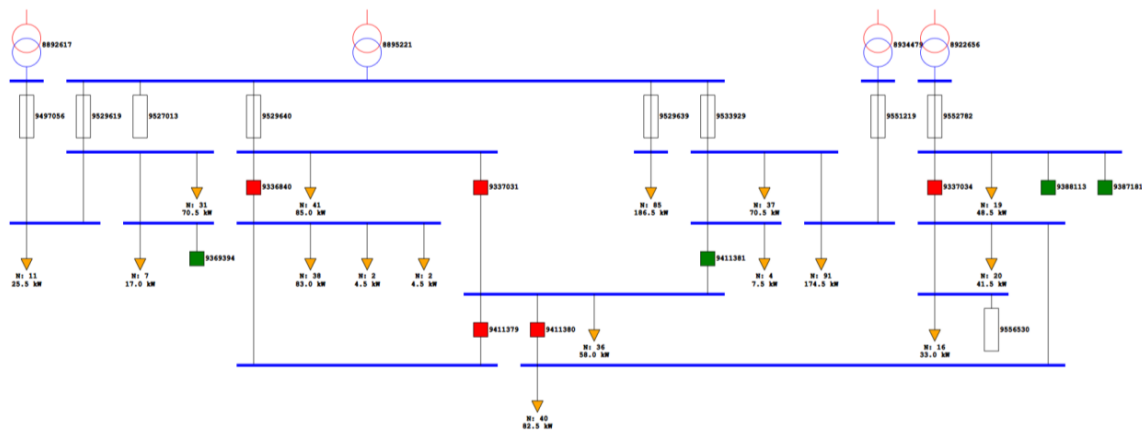 8892617
8895221
8934479
8922656
9497056
9529619
9527013
9529640
9529639
9533929
9551219
9552782
9336840
9337031
9337034
9388113
9387181
N: 31
70.5 kW
N: 41
85.0 kW
N: 85
186.5 kW
N: 37
70.5 kW
N: 19
48.5 kW
9369394
9411381
N: 11
25.5 kW
N: 7
17.0 kW
N: 38
83.0 kW
N: 2
4.5 kW
N: 2
4.5 kW
N: 4
7.5 kW
N: 91
174.5 kW
N: 20
41.5 kW
9411379
9411380
9556530
N: 36
50.0 kW
N: 16
33.0 kW
N: 40
82.5 kW